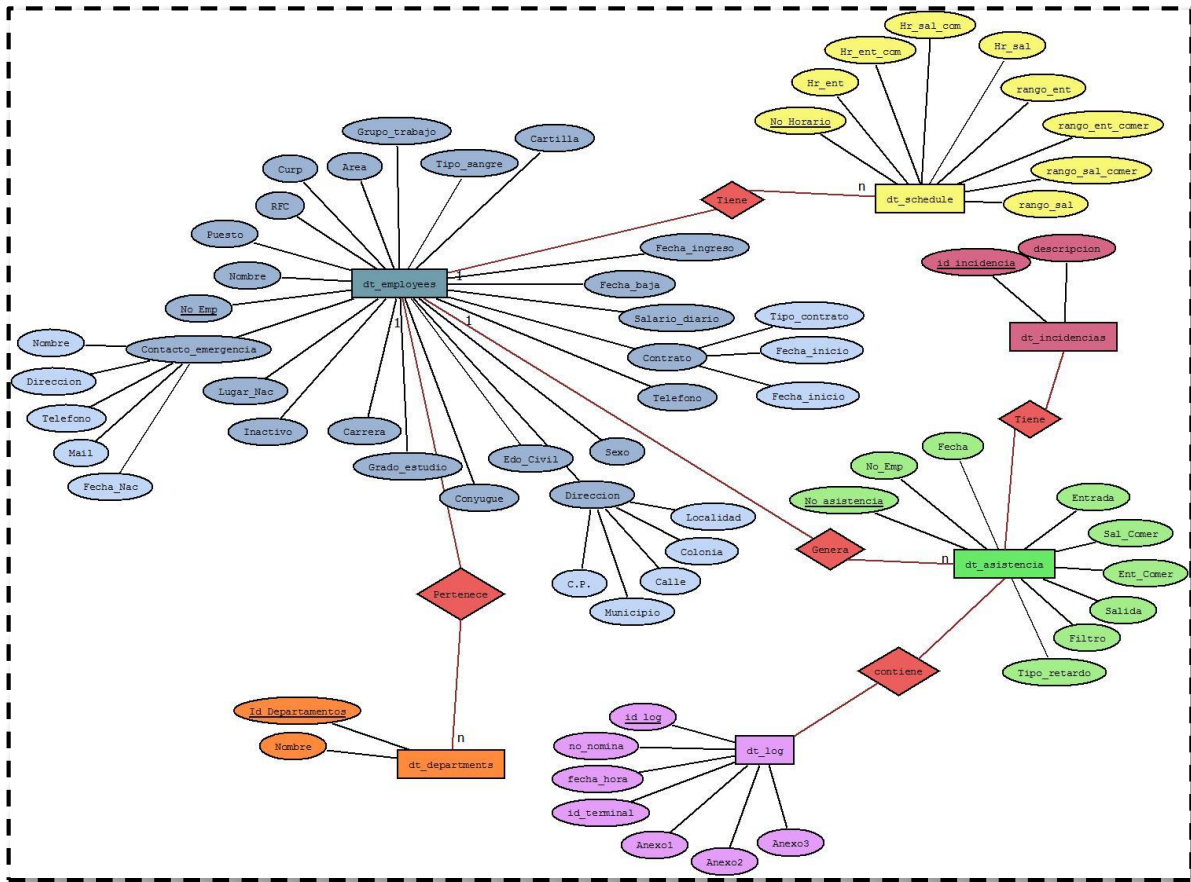 Hr_sal_com
Hr_ent_com
Hr_sal
Hr_ent
rango_ent
No Horario
rango_ent_comer
rango_sal_comer
rango_sal
n
dt_schedule
Tiene
Grupo_trabajo
Cartilla
Curp
Area
Tipo_sangre
RFC
Puesto
Nombre
No Emp
dt_employees
1
1
1
Fecha_ingreso
Fecha_baja
Salario_diario
Contrato
Tipo_contrato
Fecha_inicio
Fecha_inicio
Telefono
Contacto_emergencia
Nombre
Direccion
Telefono
Mail
Fecha_Nac
Lugar_Nac
Inactivo
Carrera
Grado_estudio
Conyugue
Edo_Civil
Sexo
Direccion
Localidad
Colonia
Calle
Municipio
C.P.
descripcion
id_incidencia
dt_incidencias
Tiene
Fecha
No_Emp
No_asistencia
Entrada
Sal_Comer
Ent_Comer
Salida
Filtro
Tipo_retardo
n
dt_asistencia
Genera
Pertenece
contiene
Id_Departamentos
Nombre
n
dt_departments
id_log
no_nomina
fecha_hora
id_terminal
Anexo1
Anexo2
Anexo3
dt_log